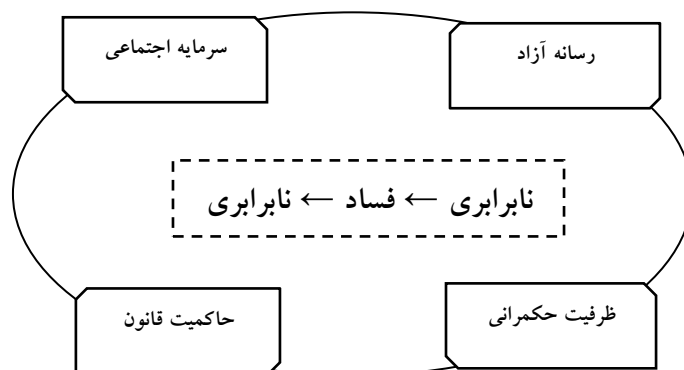 رسانه آزاد
سرمایه اجتماعی
نابرابری ← فساد ← نابرابری
ظرفیت حکمرانی
حاکمیت قانون